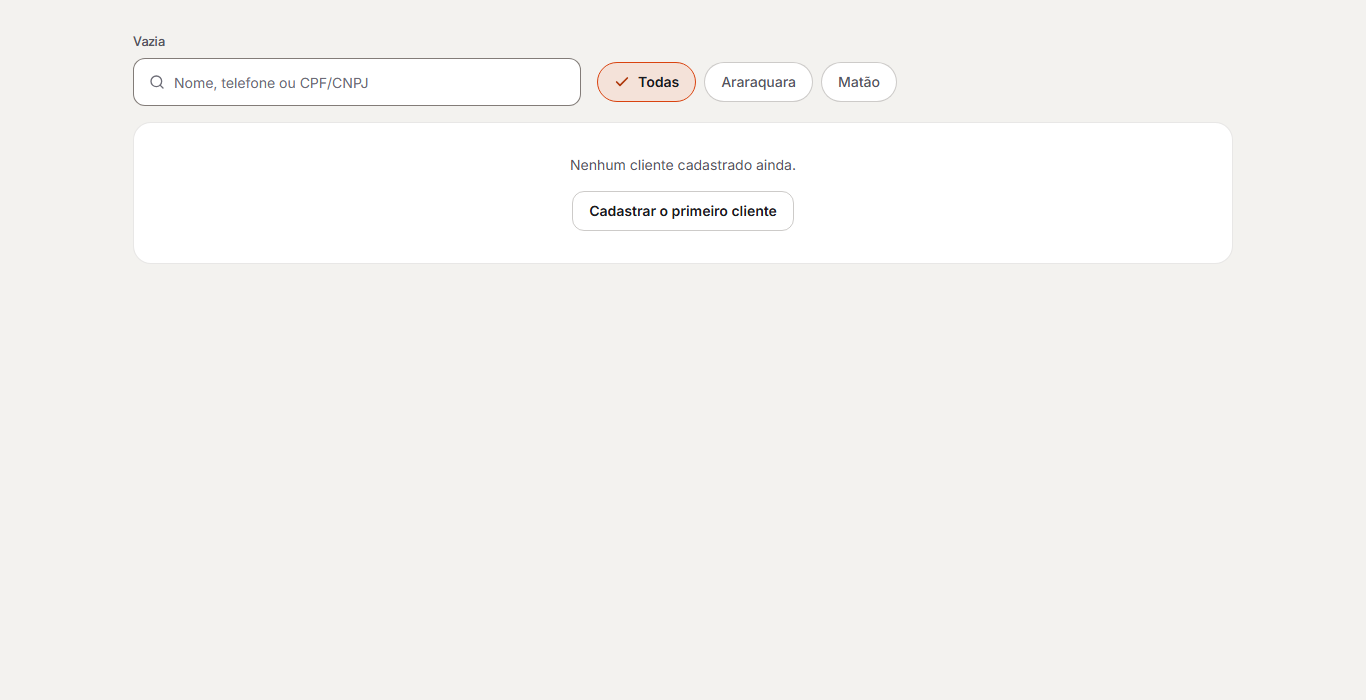 Vazia
Nome, telefone ou CPF/CNPJ
Todas
Araraquara
Matão
Nenhum cliente cadastrado ainda.
Cadastrar o primeiro cliente